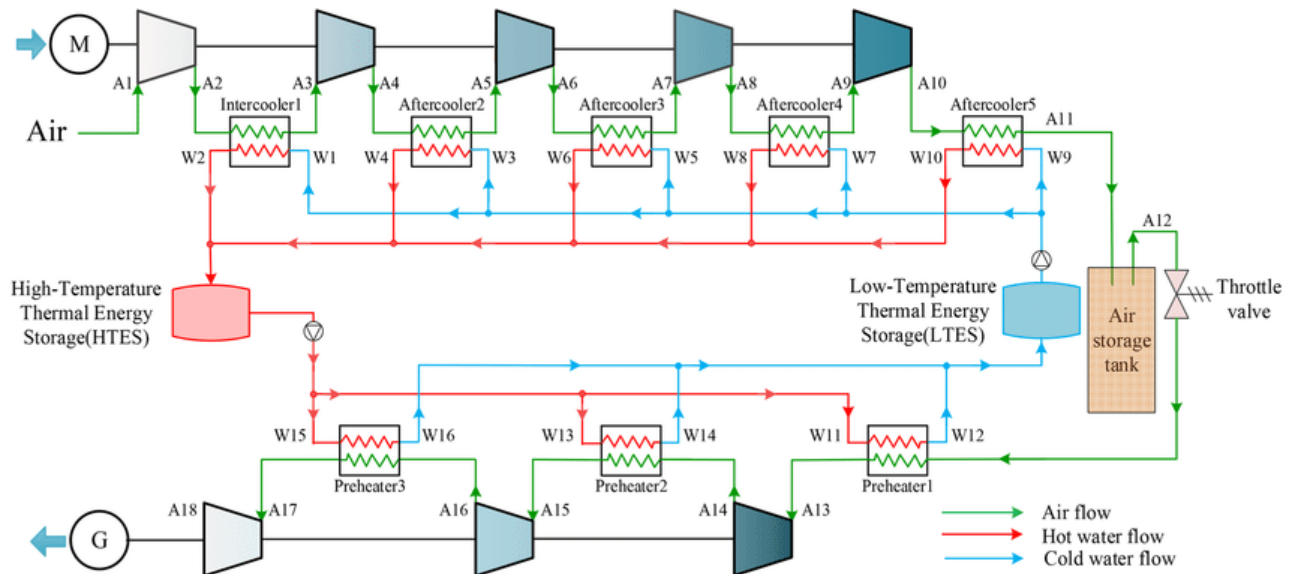 M
A1
A2
A3
A4
A5
A6
A7
A8
A9
A10
Intercooler1
Aftercooler2
Aftercooler3
Aftercooler4
Aftercooler5
A11
Air
W2
W1
W4
W3
W6
W5
W8
W7
W10
W9
A12
High-Temperature
Thermal Energy
Storage(HTES)
Low-Temperature
Thermal Energy
Storage(LTES)
Air
storage
tank
Throttle
valve
W15
W16
W13
W14
W11
W12
Preheater3
Preheater2
Preheater1
A18
A17
A16
A15
A14
A13
G
Air flow
Hot water flow
Cold water flow